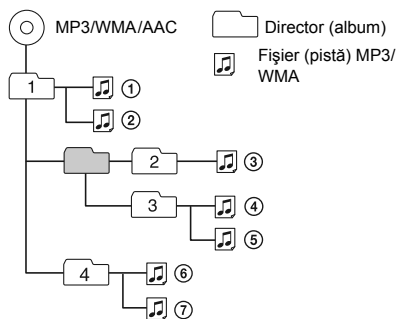 MP3/WMA/AAC
Director (album)
Fişier (pistă) MP3/
WMA
1
①
②
2
③
3
④
⑤
4
⑥
⑦